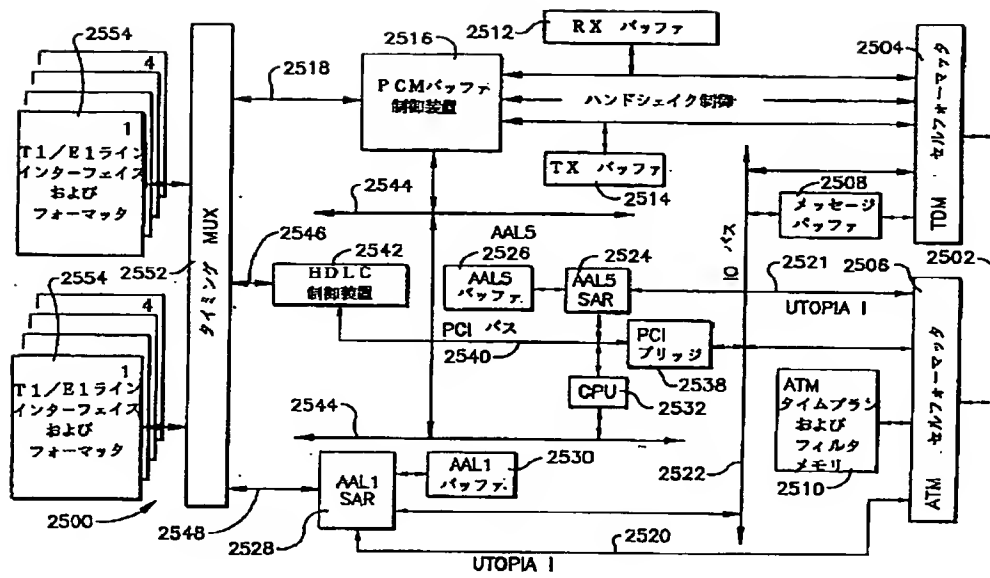 2554
4
1
T1/E1ライン
インターフェイス
および
フォーマッタ
2552
2554
4
1
T1/E1ライン
インターフェイス
および
フォーマッタ
2500
タイミング MUX
2518
2516
PCMバッファ
制御装置
2512
RX バッファ
ハンドシェイク制御
TX バッファ
2514
2504
TDM セルフォーマッタ
2508
メッセージ
バッファ
2502
2544
2546
2542
HDLC
制御装置
AAL5
2526
AAL5
バッファ
2524
AAL5
SAR
IO バス
2521
UTOPIA I
2506
ATM セルフォーマッタ
PCI バス
2540
PCI
ブリッジ
2538
CPU
2532
ATM
タイムプラン
および
フィルタ
メモリ
2510
2544
2530
AAL1
バッファ
AAL1
SAR
2522
2548
2528
2520
UTOPIA I